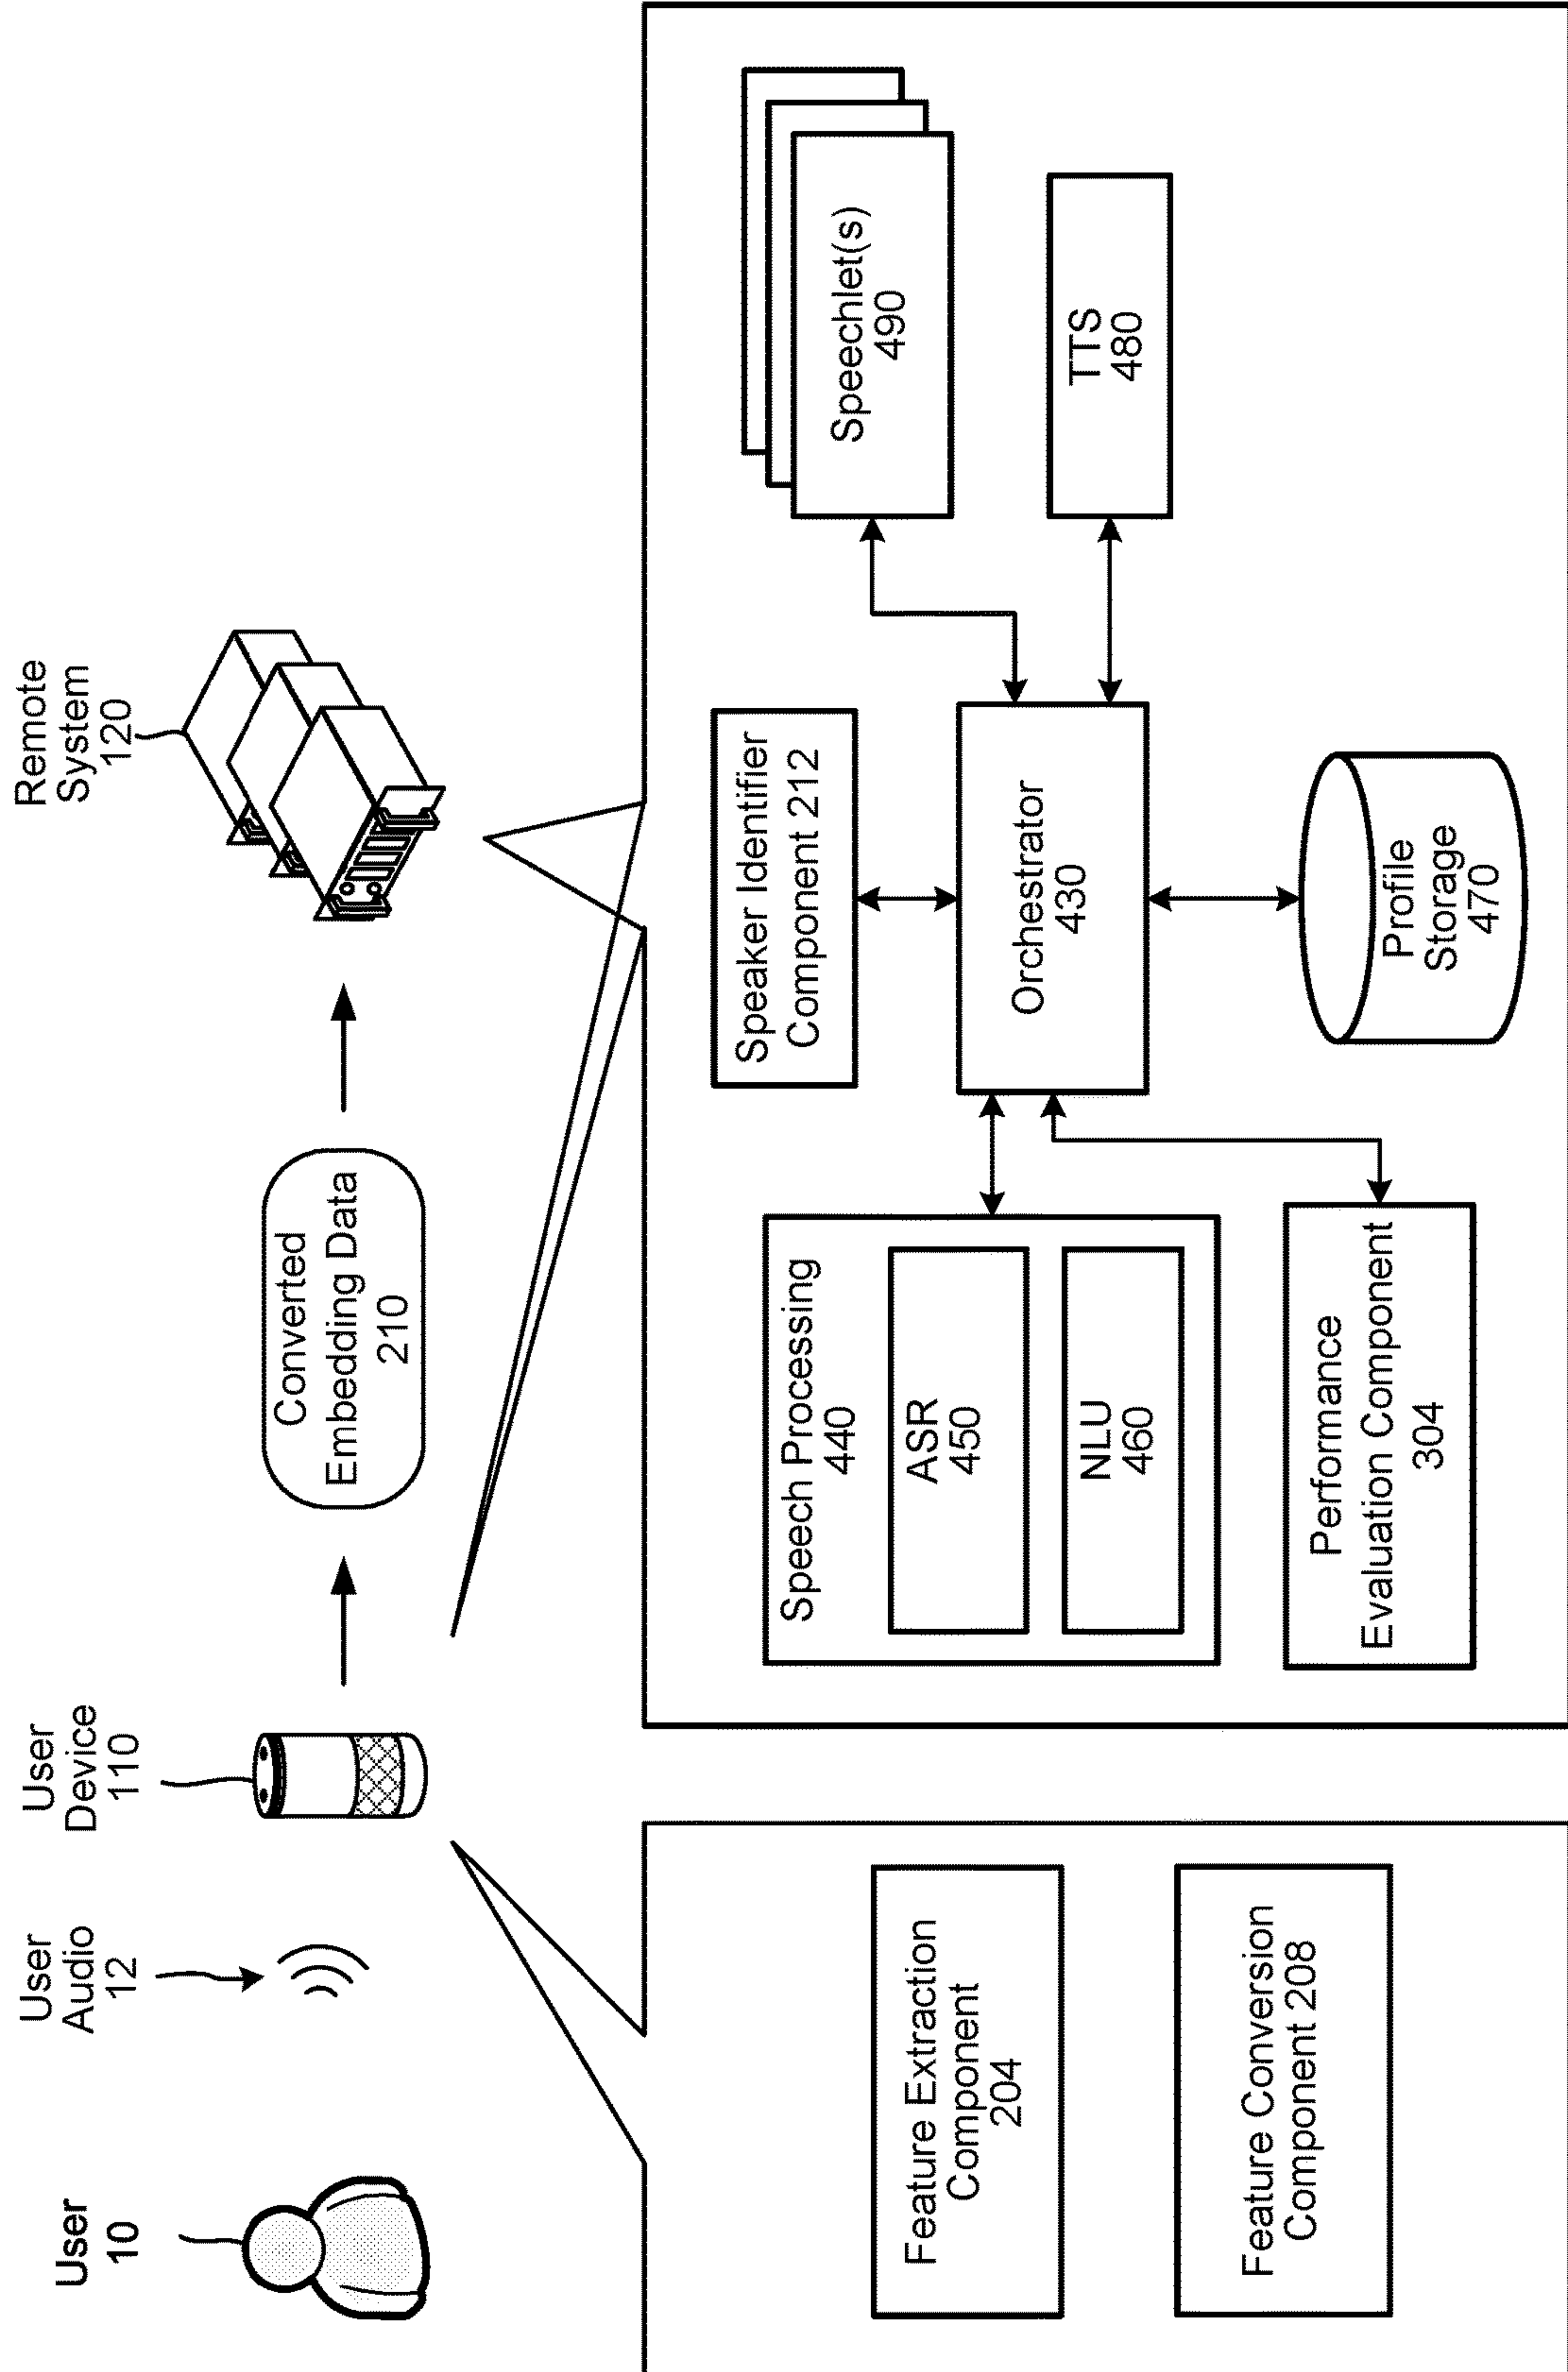 User
10
User
Audio
12
User
Device
110
Converted
Embedding Data
210
Remote
System
120
Feature Extraction
Component
204
Feature Conversion
Component 208
Speech Processing
440
ASR
450
NLU
460
Performance
Evaluation Component
304
Speaker Identifier
Component 212
Orchestrator
430
Profile
Storage
470
Speechlet(s)
490
TTS
480